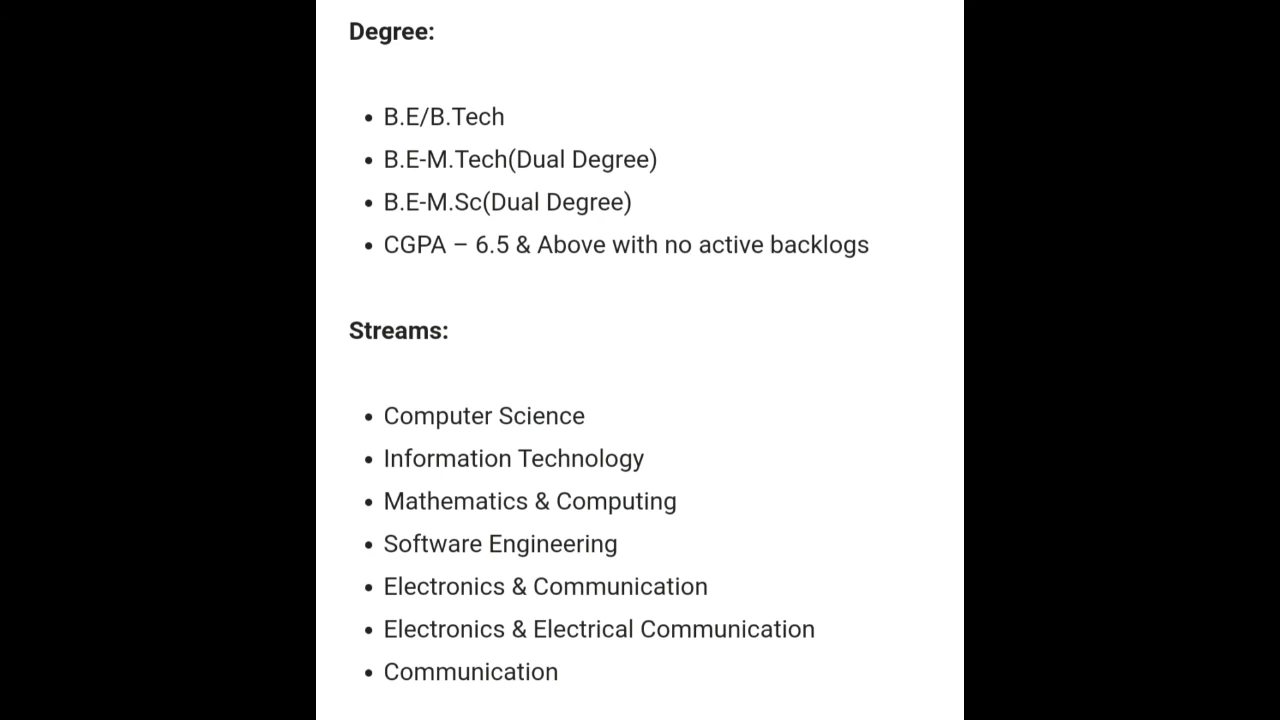 Degree:
• B.E/B.Tech
• B.E-M.Tech(Dual Degree)
• B.E-M.Sc(Dual Degree)
• CGPA – 6.5 & Above with no active backlogs
Streams:
• Computer Science
• Information Technology
• Mathematics & Computing
• Software Engineering
• Electronics & Communication
• Electronics & Electrical Communication
• Communication